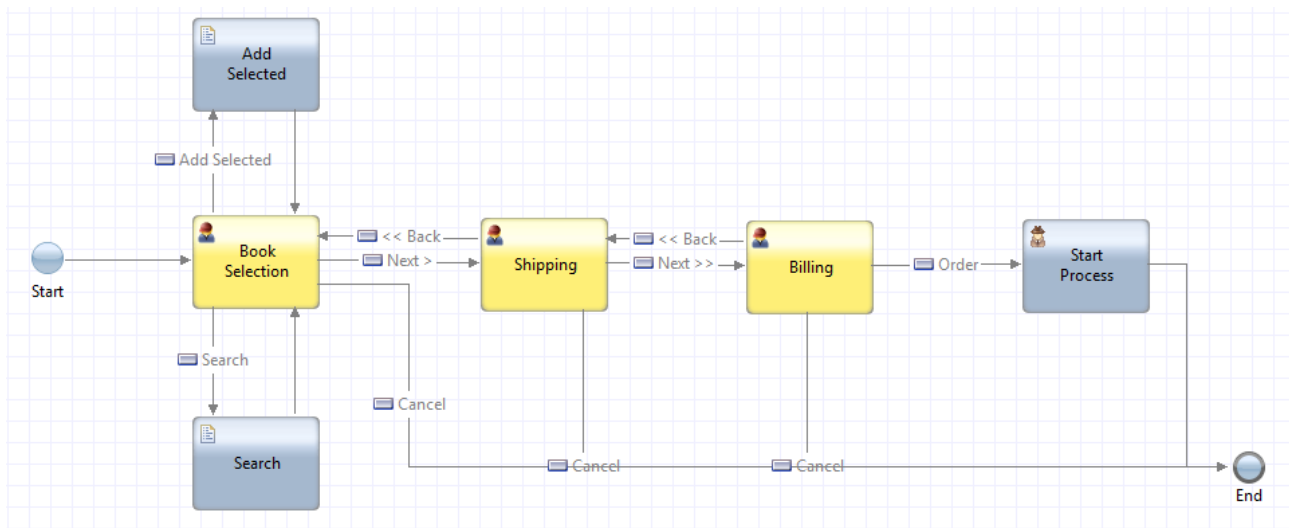 Add
Selected
Add Selected
Book
Selection
<< Back
Next >
Shipping
<< Back
Next >>
Billing
Order
Start
Process
Start
Search
Cancel
Search
Cancel
Cancel
End